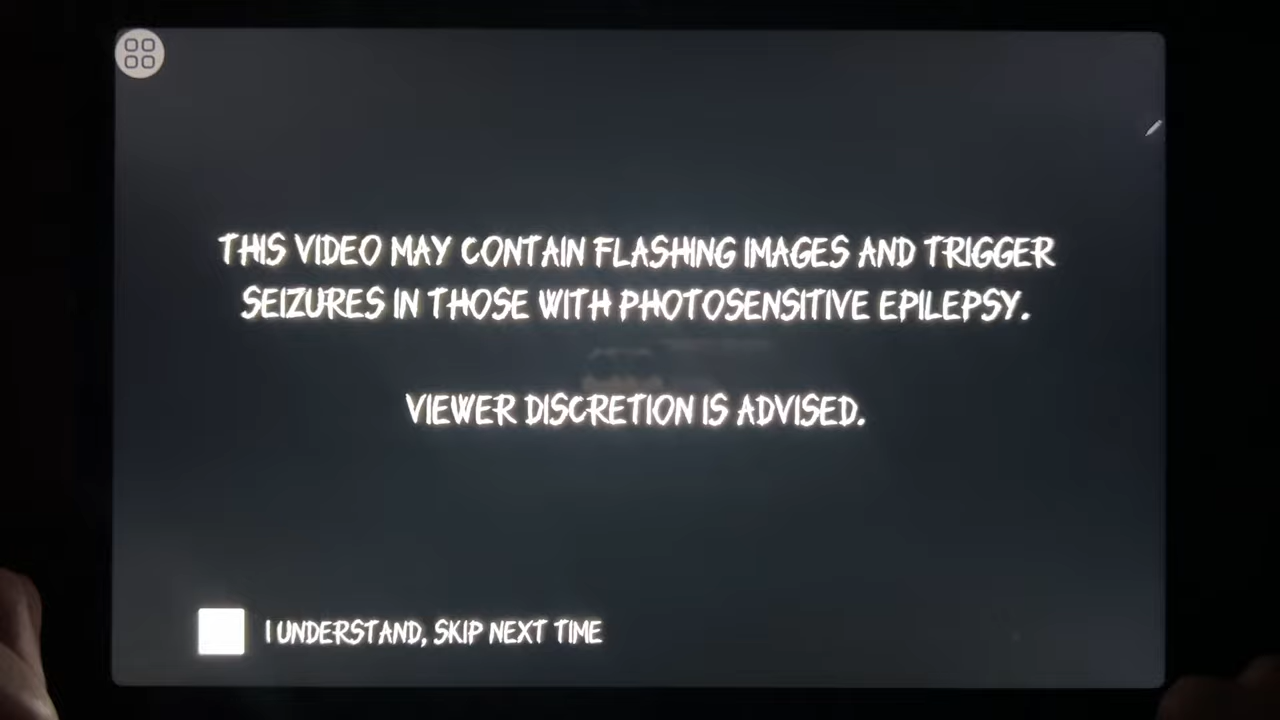 THIS VIDEO MAY CONTAIN FLASHING IMAGES AND TRIGGER
SEIZURES IN THOSE WITH PHOTOSENSITIVE EPILEPSY.
VIEWER DISCRETION IS ADVISED.
I UNDERSTAND, SKIP NEXT TIME